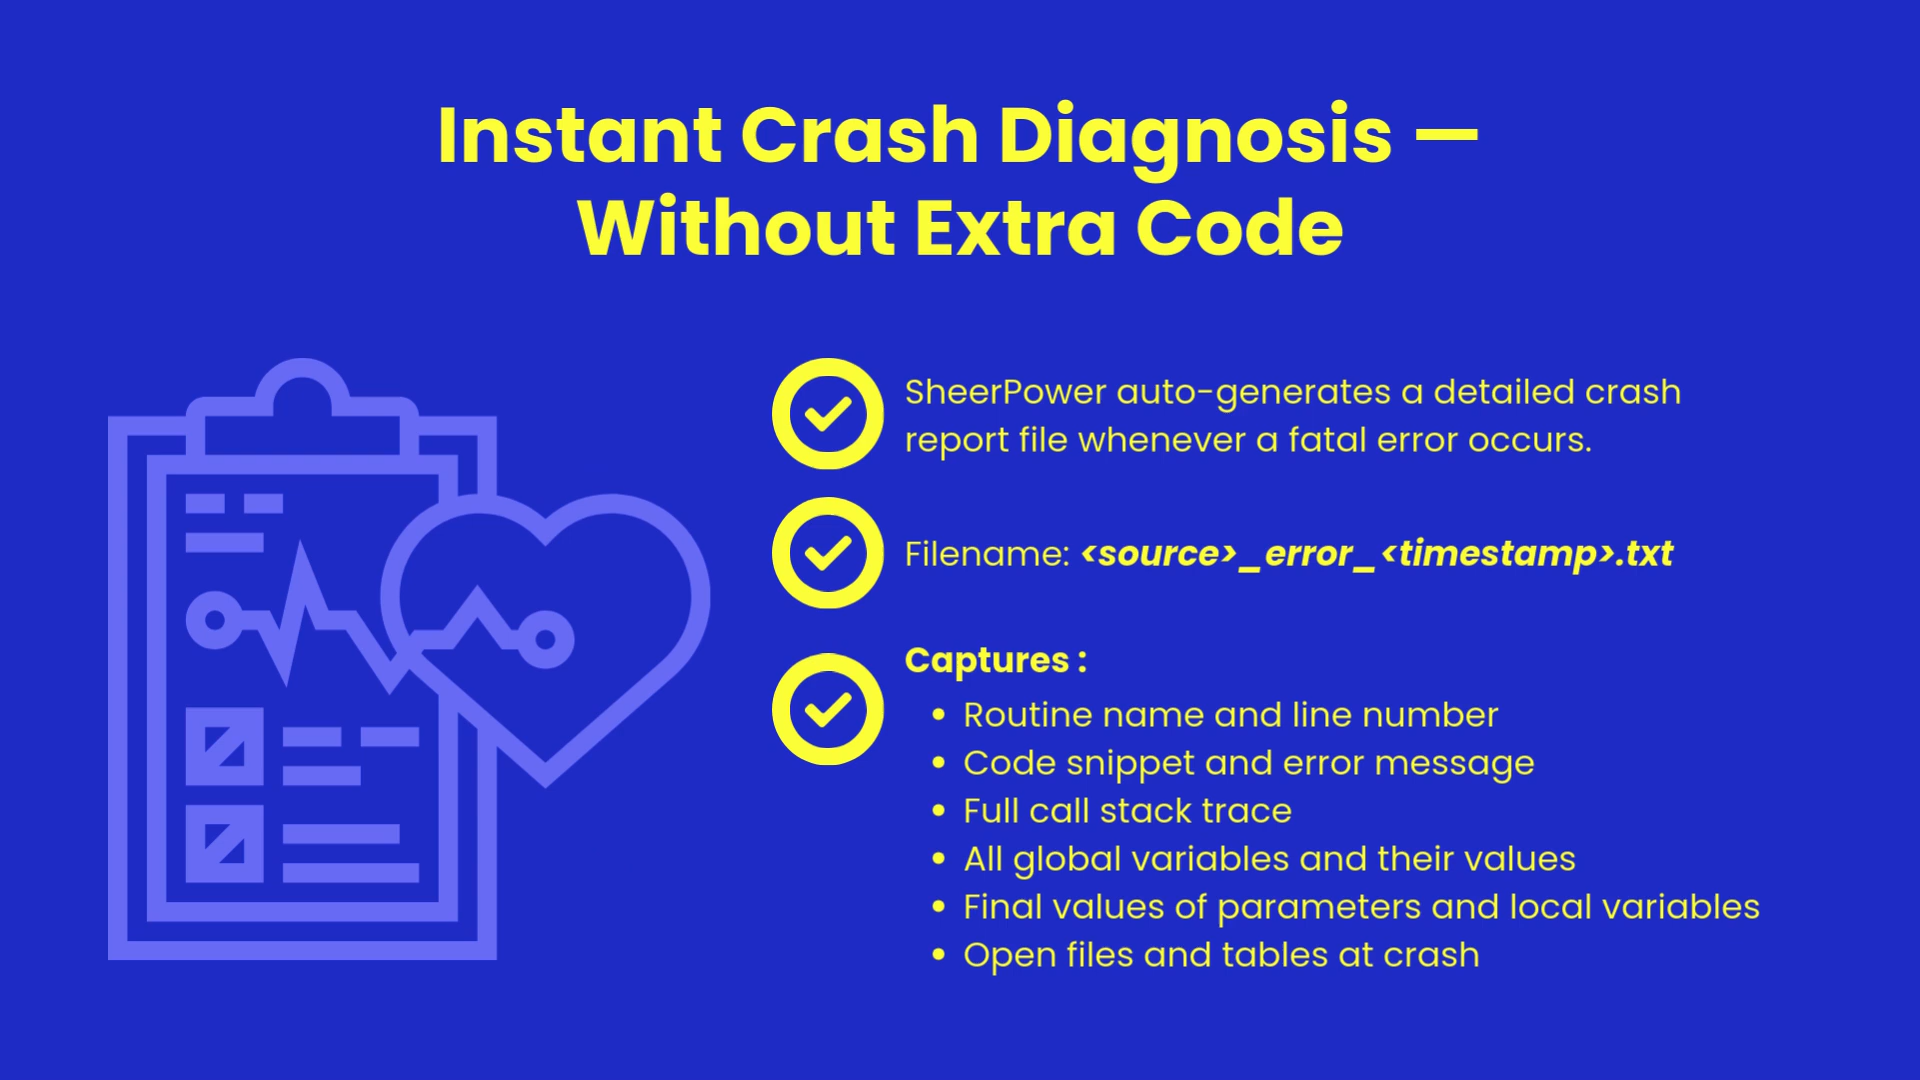 Instant Crash Diagnosis —
Without Extra Code
SheerPower auto-generates a detailed crash
report file whenever a fatal error occurs.
Filename: <source>_error_<timestamp>.txt
Captures :
• Routine name and line number
• Code snippet and error message
• Full call stack trace
• All global variables and their values
• Final values of parameters and local variables
• Open files and tables at crash